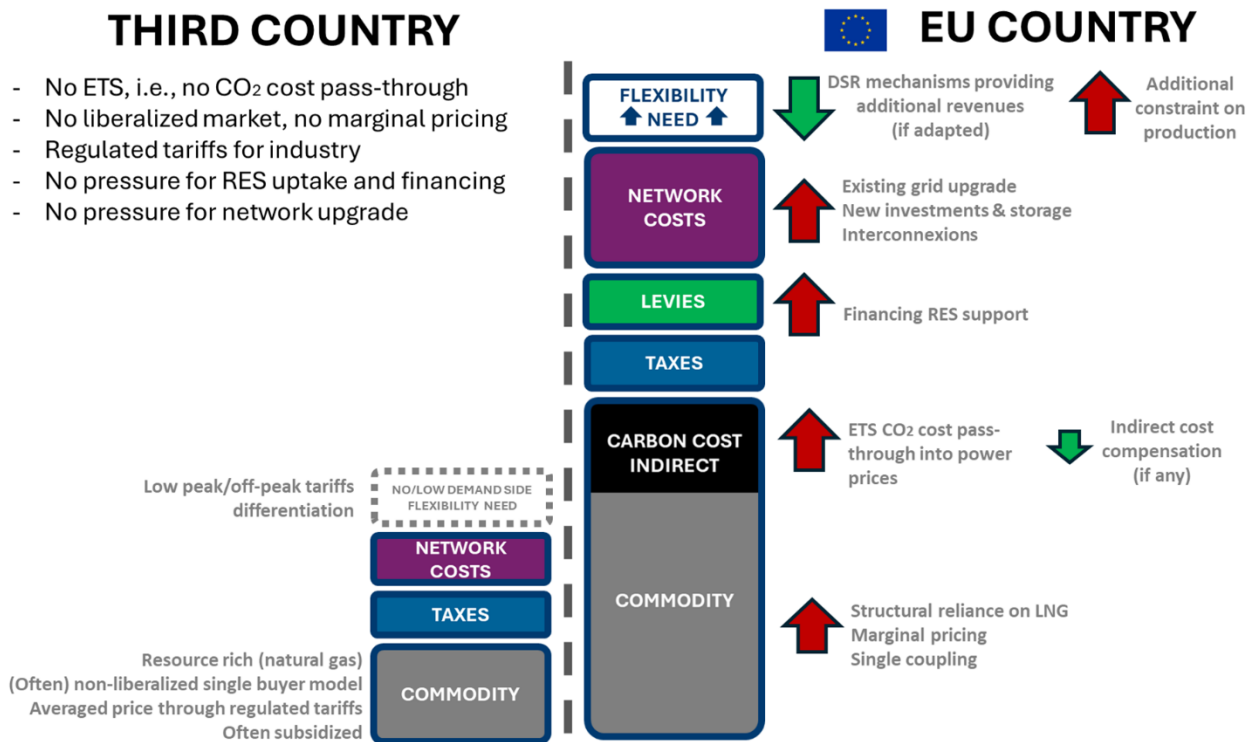 THIRD COUNTRY
- No ETS, i.e., no CO₂ cost pass-through
- No liberalized market, no marginal pricing
- Regulated tariffs for industry
- No pressure for RES uptake and financing
- No pressure for network upgrade
Low peak/off-peak tariffs
differentiation
NO/LOW DEMAND SIDE
FLEXIBILITY NEED
NETWORK
COSTS
TAXES
Resource rich (natural gas)
(Often) non-liberalized single buyer model
Averaged price through regulated tariffs
Often subsidized
COMMODITY
EU COUNTRY
FLEXIBILITY
NEED
DSR mechanisms providing
additional revenues
(if adapted)
Additional
constraint on
production
NETWORK
COSTS
Existing grid upgrade
New investments & storage
Interconnexions
LEVIES
Financing RES support
TAXES
CARBON COST
INDIRECT
ETS CO₂ cost pass-
through into power
prices
Indirect cost
compensation
(if any)
COMMODITY
Structural reliance on LNG
Marginal pricing
Single coupling